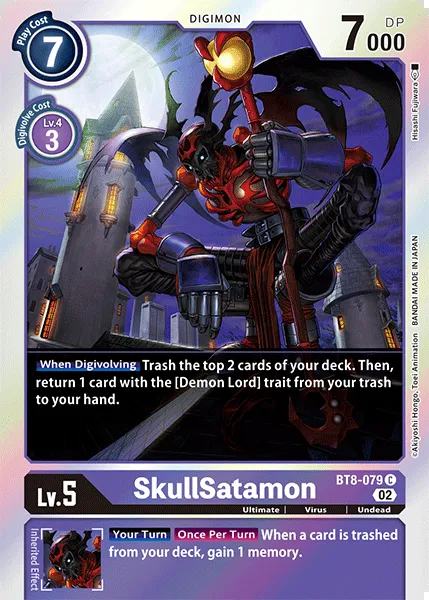 DIGIMON
Play Cost
7
7000
DP
Digivolve Cost
Lv.4
3
Hisashi Fujiwara
©Akiyoshi Hongo, Toei Animation BANDAI MADE IN JAPAN
When Digivolving Trash the top 2 cards of your deck. Then,
return 1 card with the [Demon Lord] trait from your trash
to your hand.
BT8-079 C
Lv.5
SkullSatamon
02
Ultimate | Virus | Undead
Inherited Effect
Your Turn Once Per Turn When a card is trashed
from your deck, gain 1 memory.